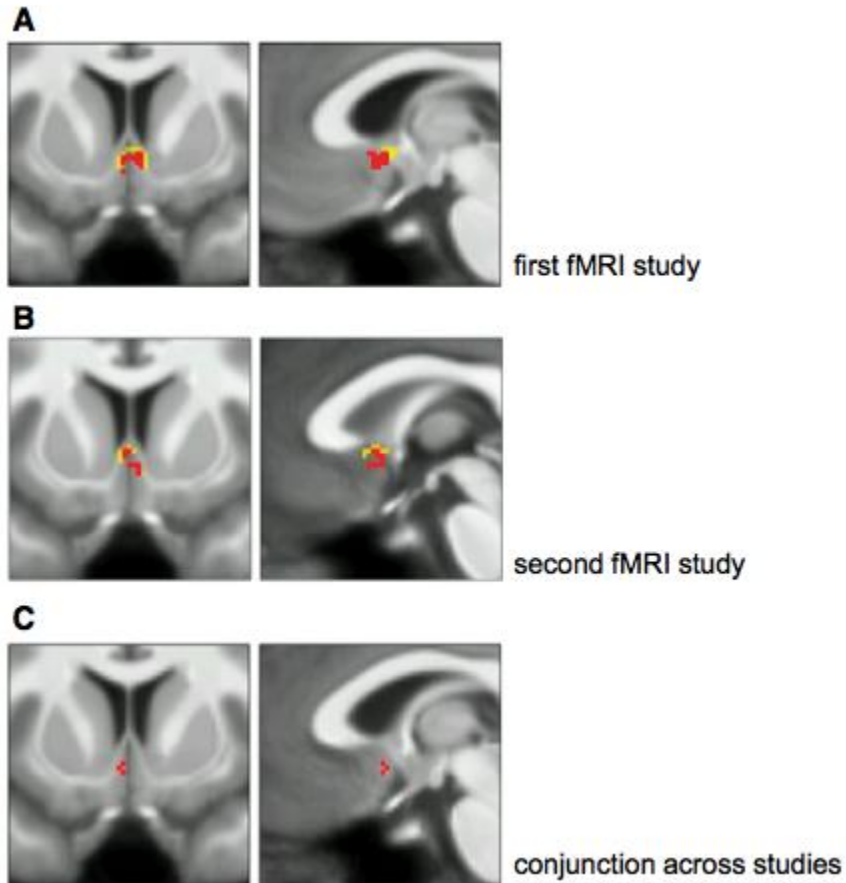 A
first fMRI study
B
second fMRI study
C
conjunction across studies